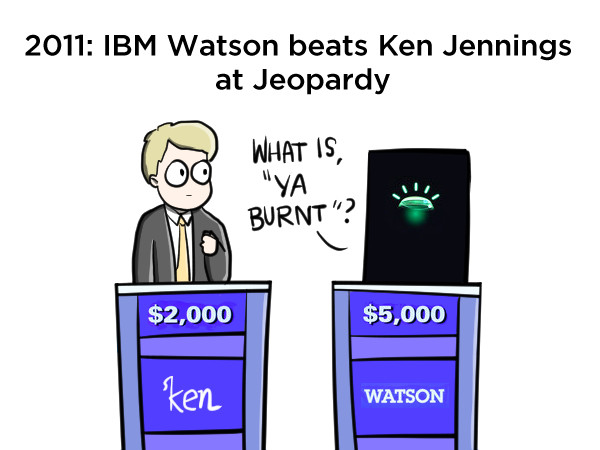 2011: IBM Watson beats Ken Jennings
at Jeopardy
WHAT IS,
"YA
BURNT"?
$2,000
$5,000
ken
WATSON